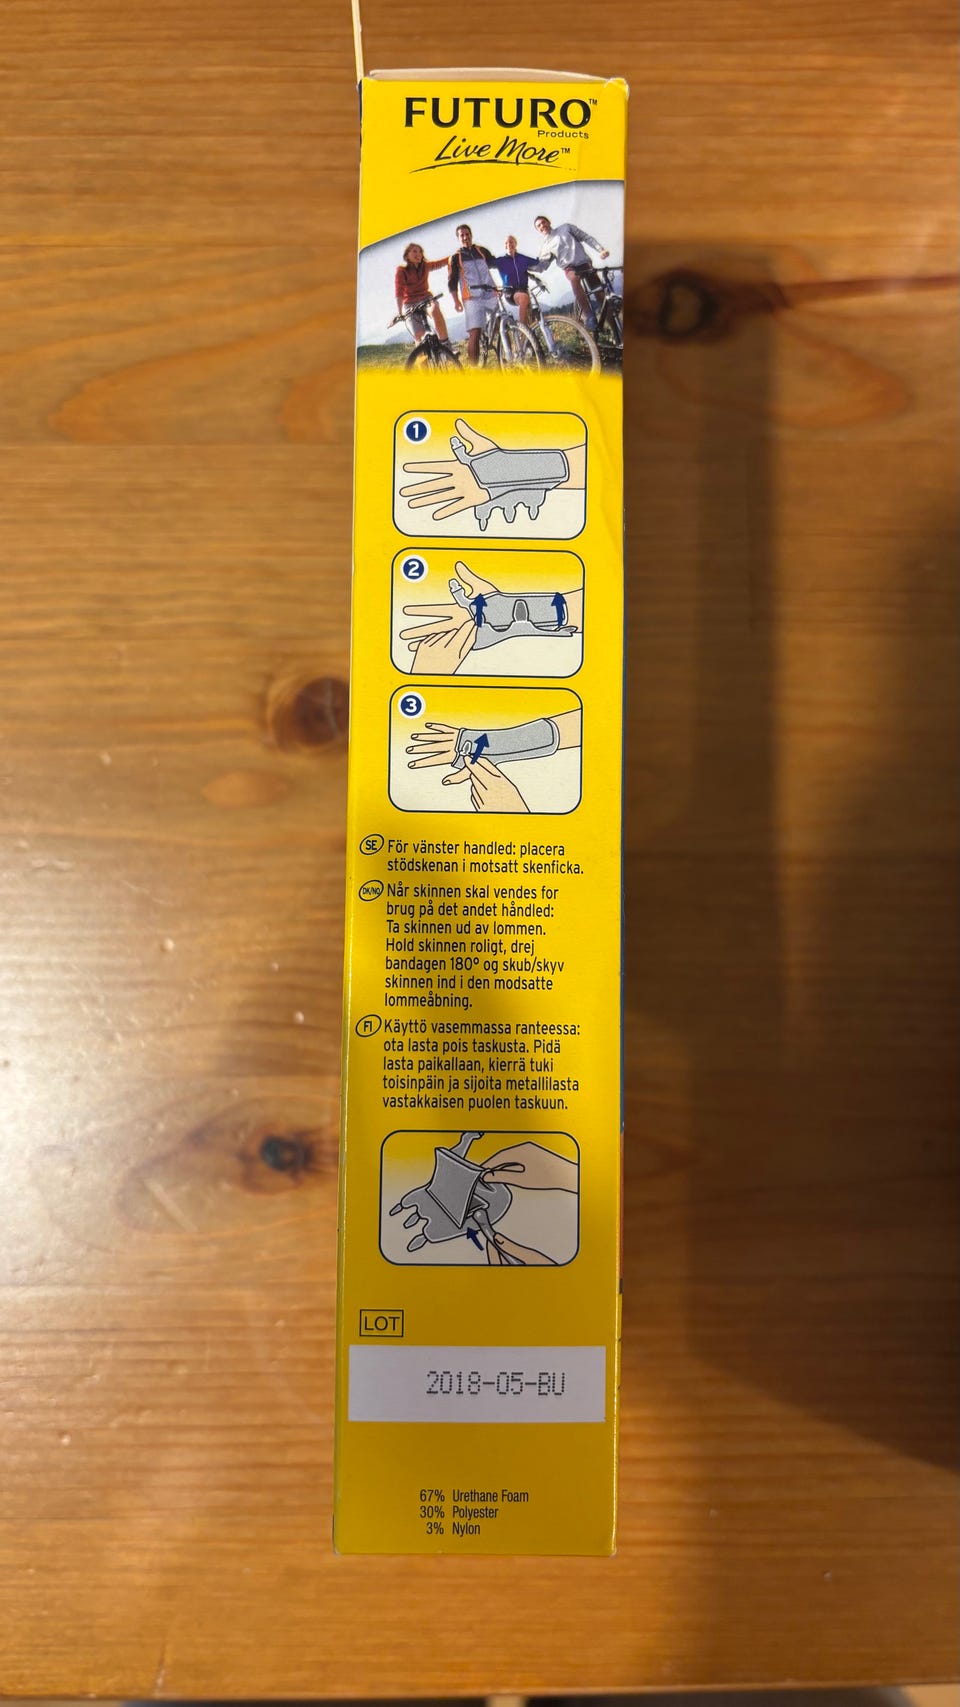 FUTURO™
Products
Live More™
1
2
3
SE För vänster handled: placera
stödskenan i motsatt skenficka.
DK/NO Når skinnen skal vendes for
brug på det andet håndled:
Ta skinnen ud av lommen.
Hold skinnen roligt, drej
bandagen 180° og skub/skyv
skinnen ind i den modsatte
lommeåbning.
FI Käyttö vasemmassa ranteessa:
ota lasta pois taskusta. Pidä
lasta paikallaan, kierrä tuki
toisinpäin ja sijoita metallilasta
vastakkaisen puolen taskuun.
LOT
2018-05-BU
67% Urethane Foam
30% Polyester
3% Nylon